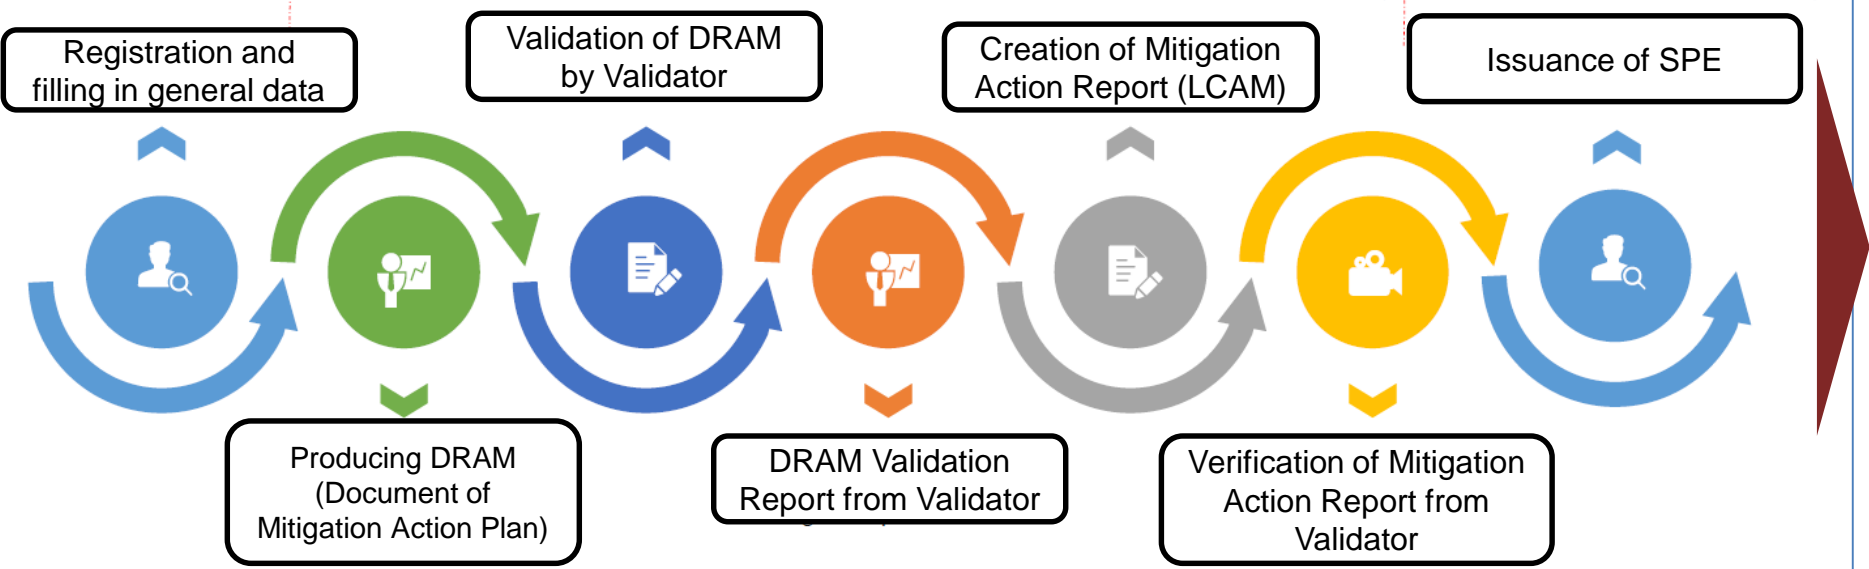 Registration and
filling in general data
Producing DRAM
(Document of
Mitigation Action Plan)
Validation of DRAM
by Validator
DRAM Validation
Report from Validator
Creation of Mitigation
Action Report (LCAM)
Verification of Mitigation
Action Report from
Validator
Issuance of SPE